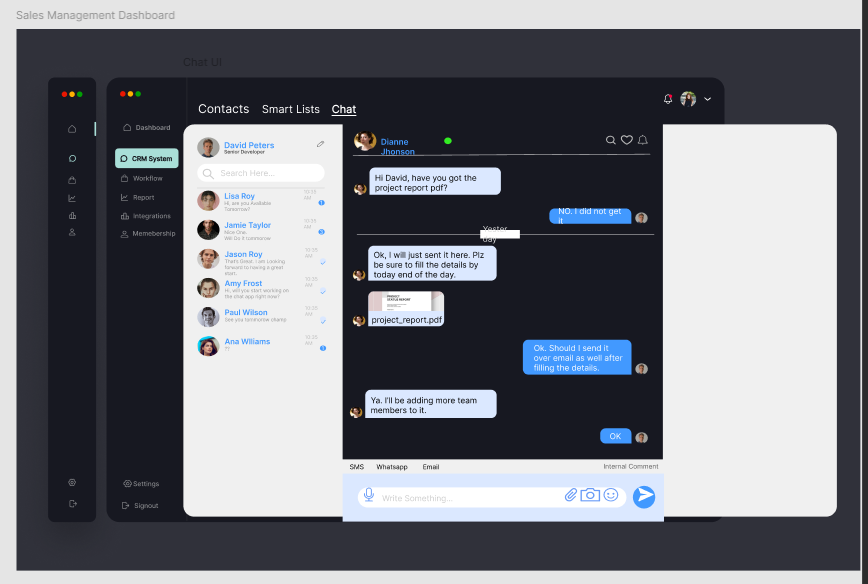 Sales Management Dashboard
Chat UI
Contacts Smart Lists Chat
Dashboard
CRM System
Workflow
Report
Integrations
Memebership
Settings
Signout
David Peters
Senior Developer
Search Here...
Lisa Roy
Hi, are you Available
Tomorrow?
Jamie Taylor
Nice One.
Will Do it tommorow
Jason Roy
That's Great. I am Looking
forward to having a great
start.
Amy Frost
Hi, will you start working on
the chat app right now?
Paul Wilson
See you tommorow champ
Ana Wiliams
??
Dianne
Jhonson
Hi David, have you got the
project report pdf?
NO. I did not get
it
Yester
day
Ok, I will just sent it here. Plz
be sure to fill the details by
today end of the day.
PROJECT
STATUS REPORT
project_report.pdf
Ok. Should I send it
over email as well after
filling the details.
Ya. I'll be adding more team
members to it.
OK
SMS Whatsapp Email Internal Comment
Write Something...